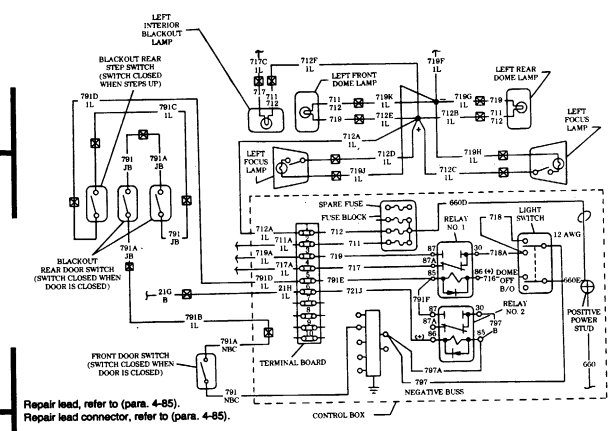 LEFT
INTERIOR
BLACKOUT
LAMP
BLACKOUT REAR
STEP SWITCH
(SWITCH CLOSED
WHEN STEPS UP)
717C
1L
712F
1L
719F
1L
LEFT FRONT
DOME LAMP
LEFT REAR
DOME LAMP
791D
1L
791C
1L
717
711
712
711
712
719K
1L
719G
1L
719
719
712E
1L
712B
1L
711
712
LEFT
FOCUS
LAMP
712A
1L
791
JB
791A
JB
LEFT
FOCUS
LAMP
712D
1L
719H
1L
719J
1L
712C
1L
+
SPARE FUSE
FUSE BLOCK
660D
RELAY
NO. 1
LIGHT
SWITCH
718
12 AWG
791A
JB
791
JB
BLACKOUT
REAR DOOR SWITCH
(SWITCH CLOSED WHEN
DOOR IS CLOSED)
712A
1L
711A
1L
719A
1L
717A
1L
791D
1L
21H
1L
21G
B
712
711
719
717
791E
721J
87
87A
85
30
718A
86 (+)
716
DOME
OFF
B/O
660E
POSITIVE
POWER
STUD
791F
87
87A
86
(+)
30
RELAY
NO. 2
797
85
B
791B
1L
791A
NBC
7
8
9
10
FRONT DOOR SWITCH
(SWITCH CLOSED WHEN
DOOR IS CLOSED)
TERMINAL BOARD
797A
797
660
791
NBC
NEGATIVE BUSS
CONTROL BOX
Repair lead, refer to (para. 4-85).
Repair lead connector, refer to (para. 4-85).